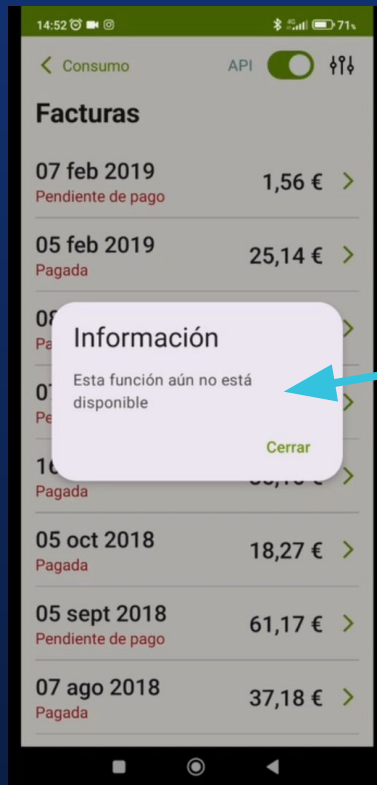 14:52 71%
Consumo API
Facturas
07 feb 2019
1,56 €
Pendiente de pago
05 feb 2019
25,14 €
Pagada
Información
Esta función aún no está
disponible
Cerrar
Pagada
05 oct 2018
18,27 €
Pagada
05 sept 2018
61,17 €
Pendiente de pago
07 ago 2018
37,18 €
Pagada